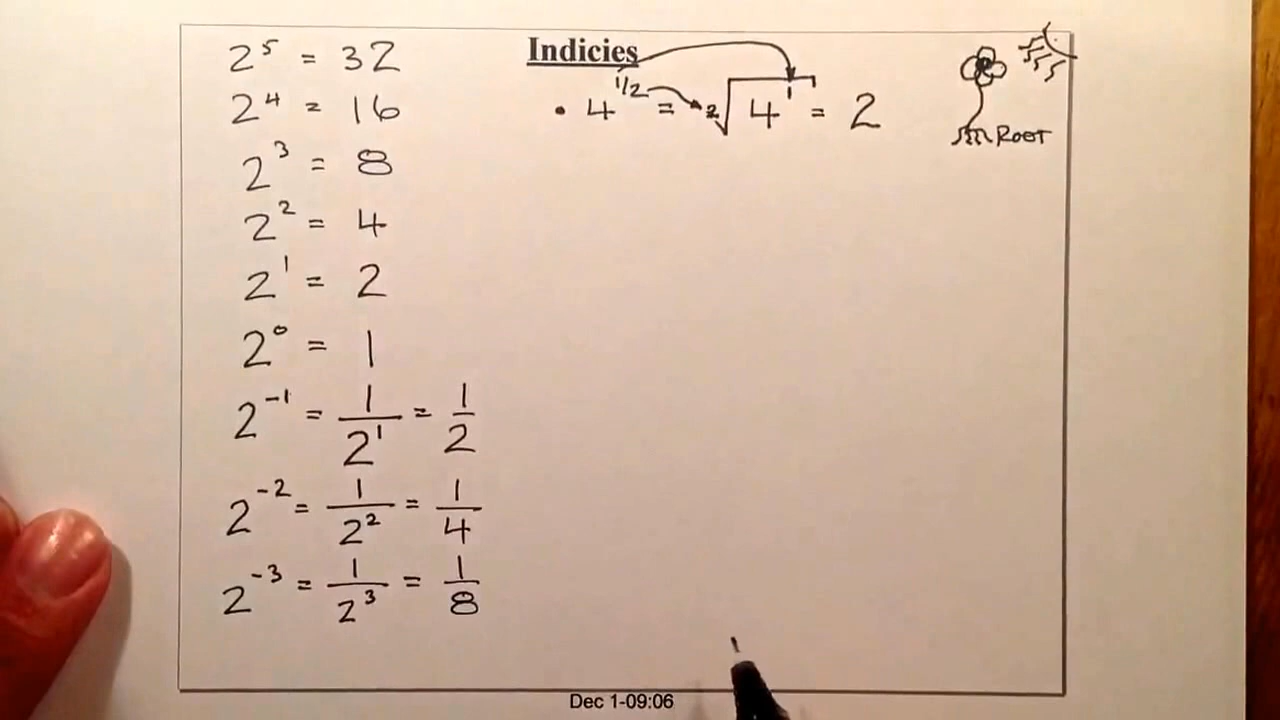 Indicies
2⁵ = 32
2⁴ = 16
2³ = 8
2² = 4
2¹ = 2
2⁰ = 1
2⁻¹ = 1/2¹ = 1/2
2⁻² = 1/2² = 1/4
2⁻³ = 1/2³ = 1/8
• 4^1/2 = ²√4¹ = 2
ROOT
Dec 1-09:06